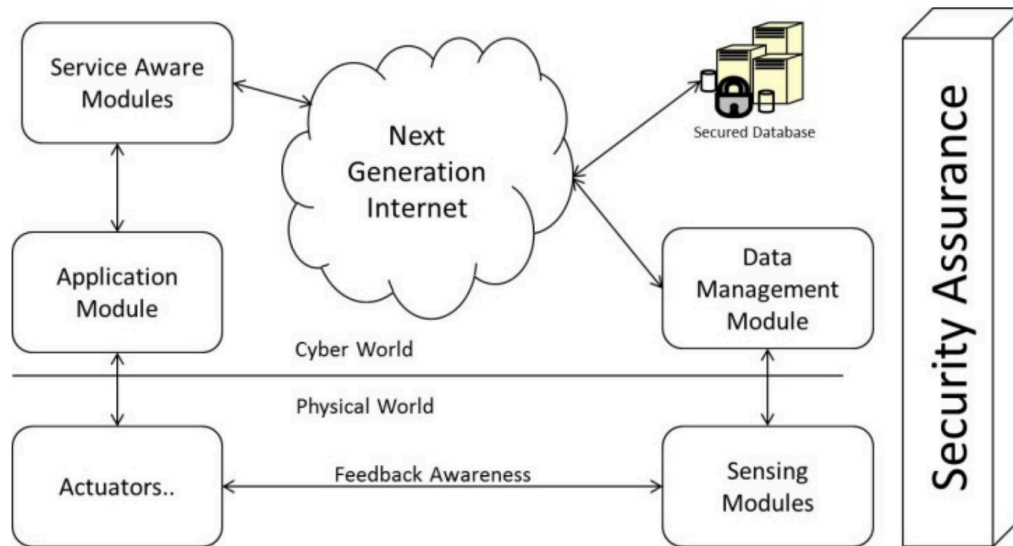 Service Aware
Modules
Next
Generation
Internet
Secured Database
Application
Module
Data
Management
Module
Cyber World
Physical World
Actuators..
Feedback Awareness
Sensing
Modules
Security Assurance